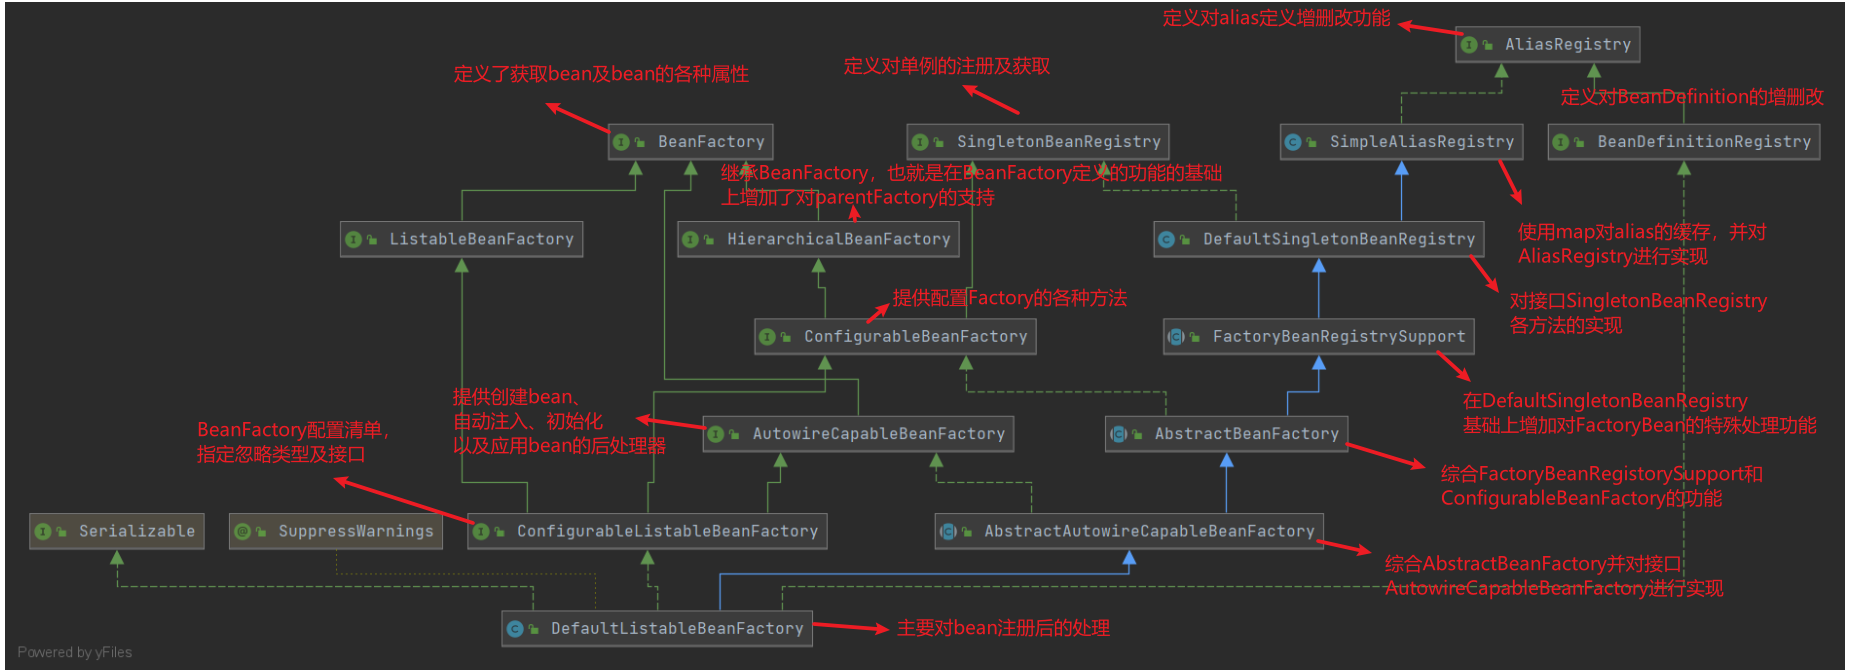 定义对alias定义增删改功能
AliasRegistry
定义了获取bean及bean的各种属性
定义对单例的注册及获取
定义对BeanDefinition的增删改
BeanFactory
SingletonBeanRegistry
SimpleAliasRegistry
BeanDefinitionRegistry
继承BeanFactory，也就是在BeanFactory定义的功能的基础
上增加了对parentFactory的支持
ListableBeanFactory
HierarchicalBeanFactory
DefaultSingletonBeanRegistry
使用map对alias的缓存，并对
AliasRegistry进行实现
提供配置Factory的各种方法
对接口SingletonBeanRegistry
各方法的实现
ConfigurableBeanFactory
FactoryBeanRegistrySupport
提供创建bean、
自动注入、初始化
以及应用bean的后处理器
在DefaultSingletonBeanRegistry
基础上增加对FactoryBean的特殊处理功能
BeanFactory配置清单，
指定忽略类型及接口
AutowireCapableBeanFactory
AbstractBeanFactory
综合FactoryBeanRegistorySupport和
ConfigurableBeanFactory的功能
Serializable
SuppressWarnings
ConfigurableListableBeanFactory
AbstractAutowireCapableBeanFactory
综合AbstractBeanFactory并对接口
AutowireCapableBeanFactory进行实现
DefaultListableBeanFactory
主要对bean注册后的处理
Powered by yFiles